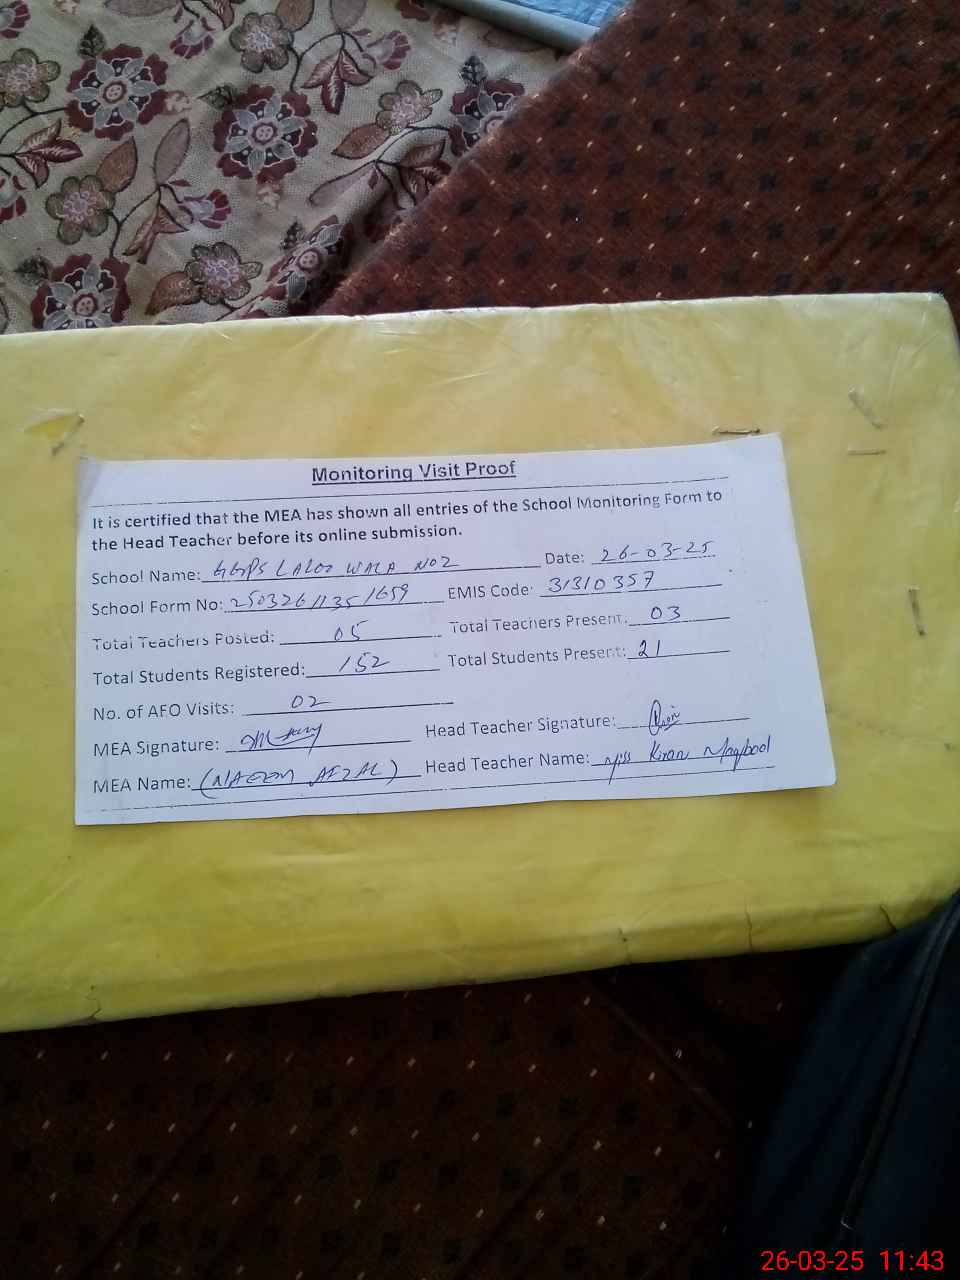 Monitoring Visit Proof
It is certified that the MEA has shown all entries of the School Monitoring Form to
the Head Teacher before its online submission.
School Name: GGPS LALOO WALA NO2 Date: 26-03-25
School Form No: 25032611351659 EMIS Code: 31310357
Total Teachers Posted: 05 Total Teachers Present: 03
Total Students Registered: 152 Total Students Present: 21
No. of AFO Visits: 02
MEA Signature: Head Teacher Signature:
MEA Name: (NAEEM AFZAL) Head Teacher Name: Miss Kiran Maqbool
26-03-25 11:43